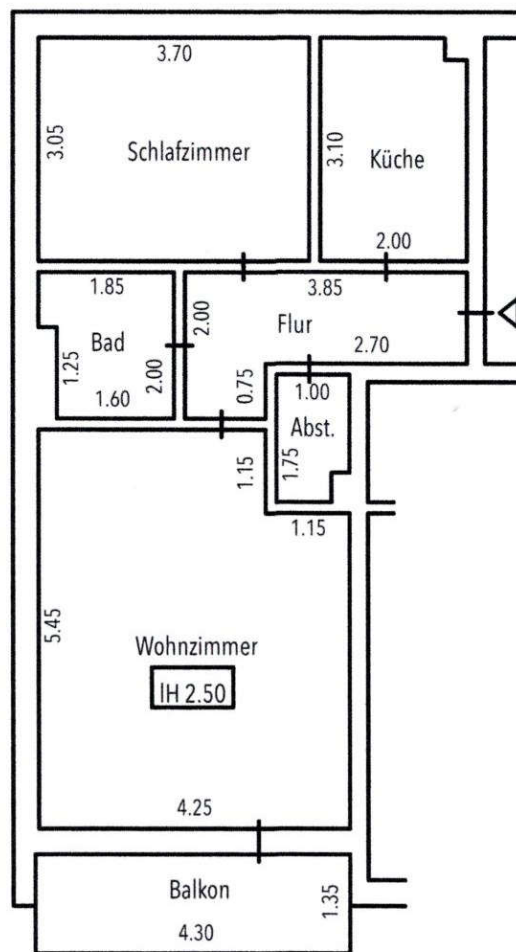 3.70
3.05
Schlafzimmer
3.10
Küche
2.00
1.85
1.25
Bad
2.00
1.60
3.85
2.00
Flur
2.70
0.75
1.00
Abst.
1.75
1.15
1.15
5.45
Wohnzimmer
IH 2.50
4.25
Balkon
1.35
4.30